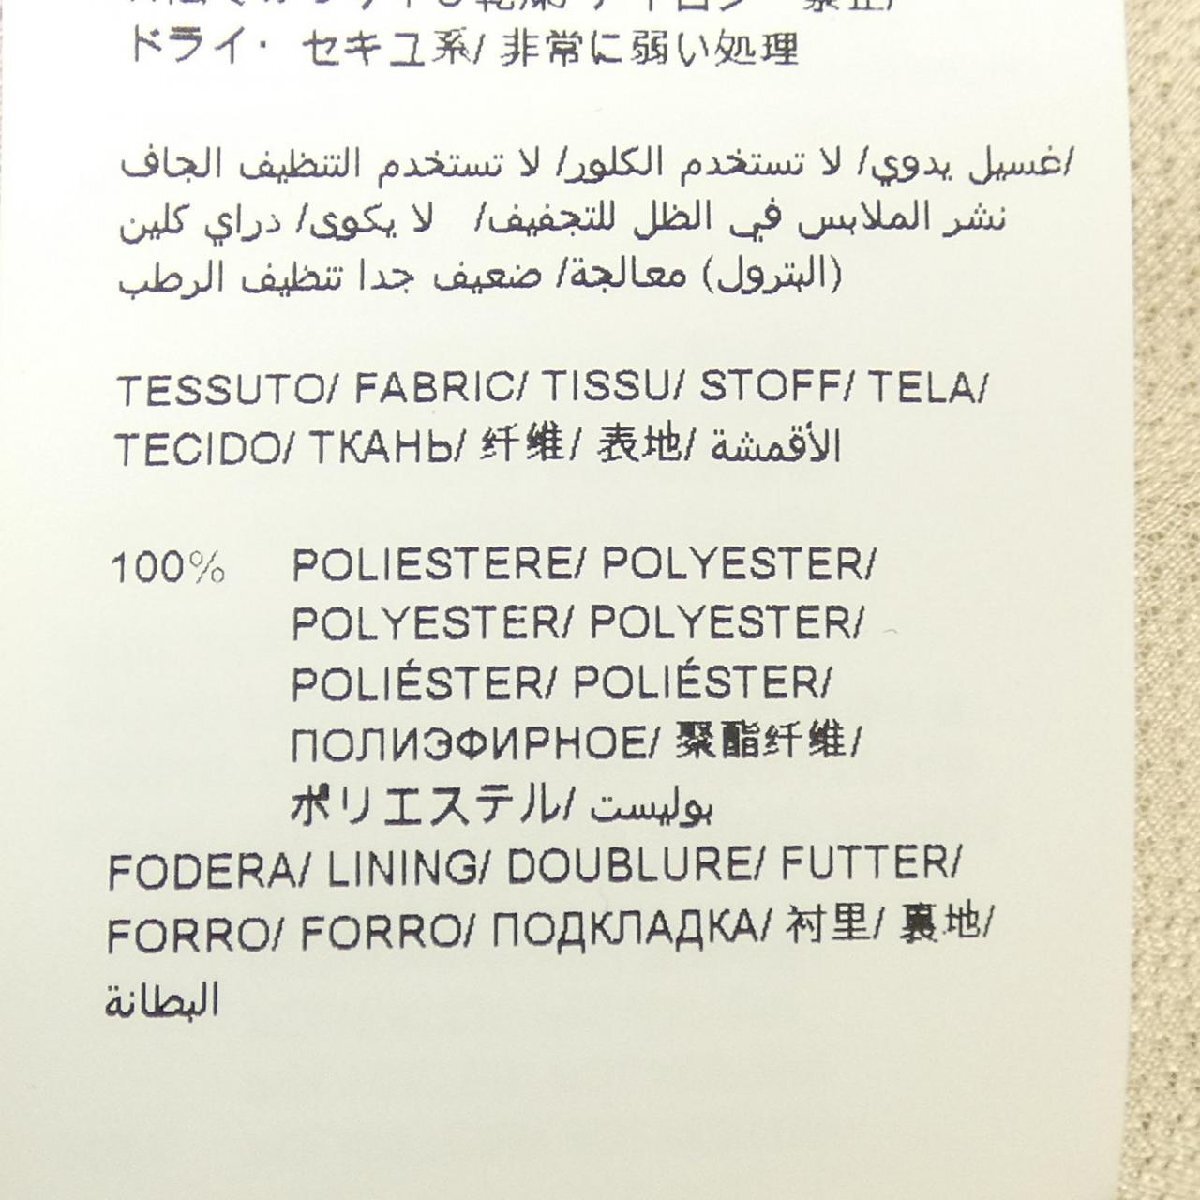 ドライ・ セキユ系/ 非常に弱い処理
غسيل يدوي/ لا تستخدم الكلور/ لا تستخدم التنظيف الجاف/
نشر الملابس في الظل للتجفيف/ لا يكوى/ دراي كلين
(البترول) معالجة/ ضعيف جدا تنظيف الرطب
TESSUTO/ FABRIC/ TISSU/ STOFF/ TELA/
TECIDO/ ТКАНЬ/ 纤维/ 表地/ الأقمشة
100% POLIESTERE/ POLYESTER/
POLYESTER/ POLYESTER/
POLIÉSTER/ POLIÉSTER/
ПОЛИЭФИРНОЕ/ 聚酯纤维/
ポリエステル/ بوليست
FODERA/ LINING/ DOUBLURE/ FUTTER/
FORRO/ FORRO/ ПОДКЛАДКА/ 衬里/ 裏地/
البطانة